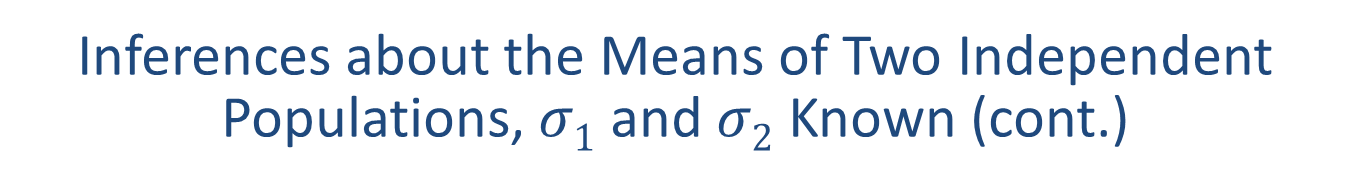 Inferences about the Means of Two Independent
Populations, σ₁ and σ₂ Known (cont.)